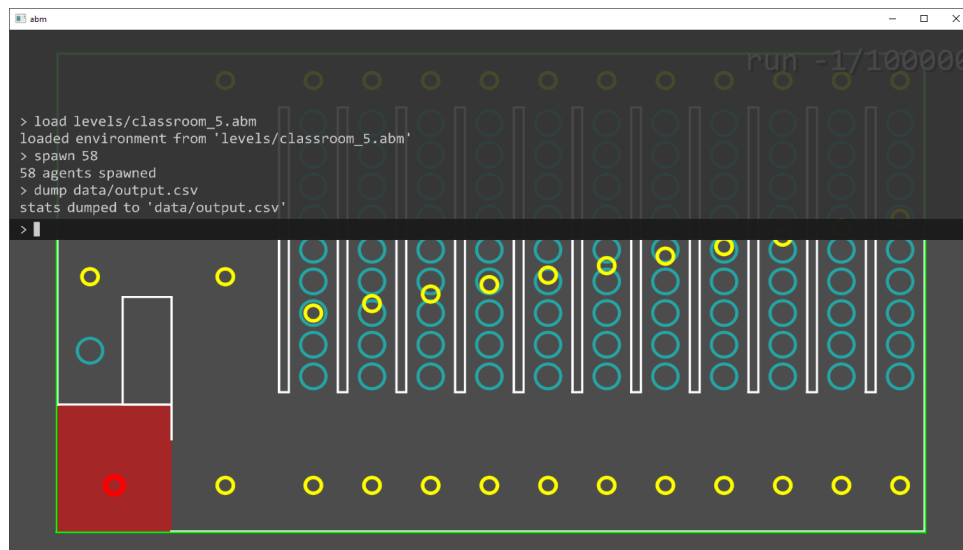 abm
run -1/100000
> load levels/classroom_5.abm
loaded environment from 'levels/classroom_5.abm'
> spawn 58
58 agents spawned
> dump data/output.csv
stats dumped to 'data/output.csv'
>